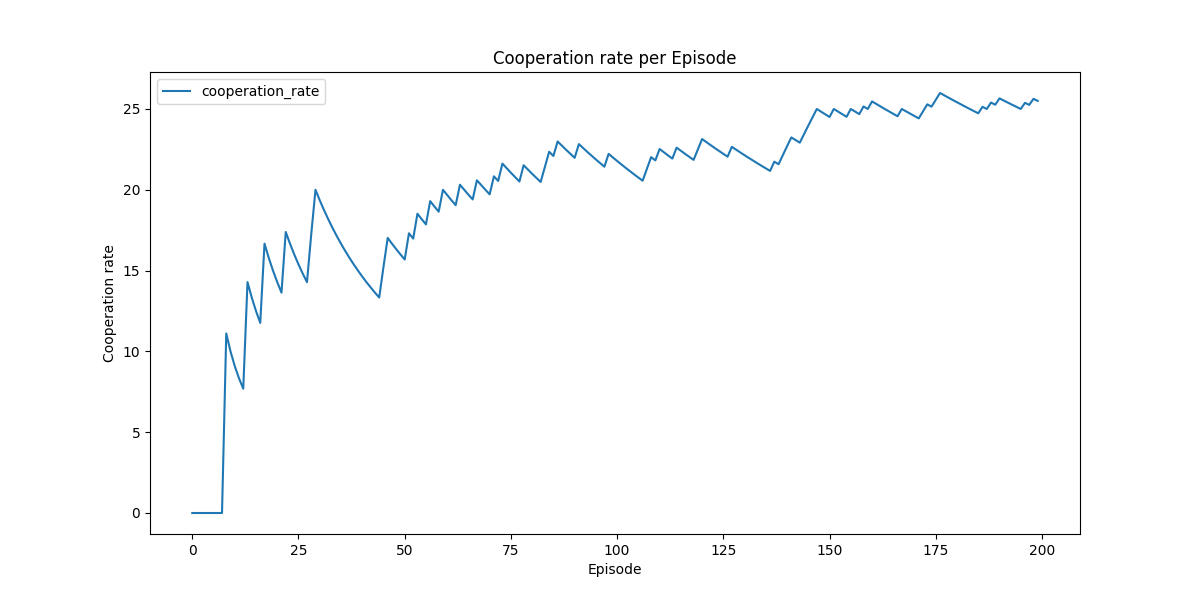 Cooperation rate per Episode
cooperation_rate
25
20
15
10
5
0
Cooperation rate
0 25 50 75 100 125 150 175 200
Episode